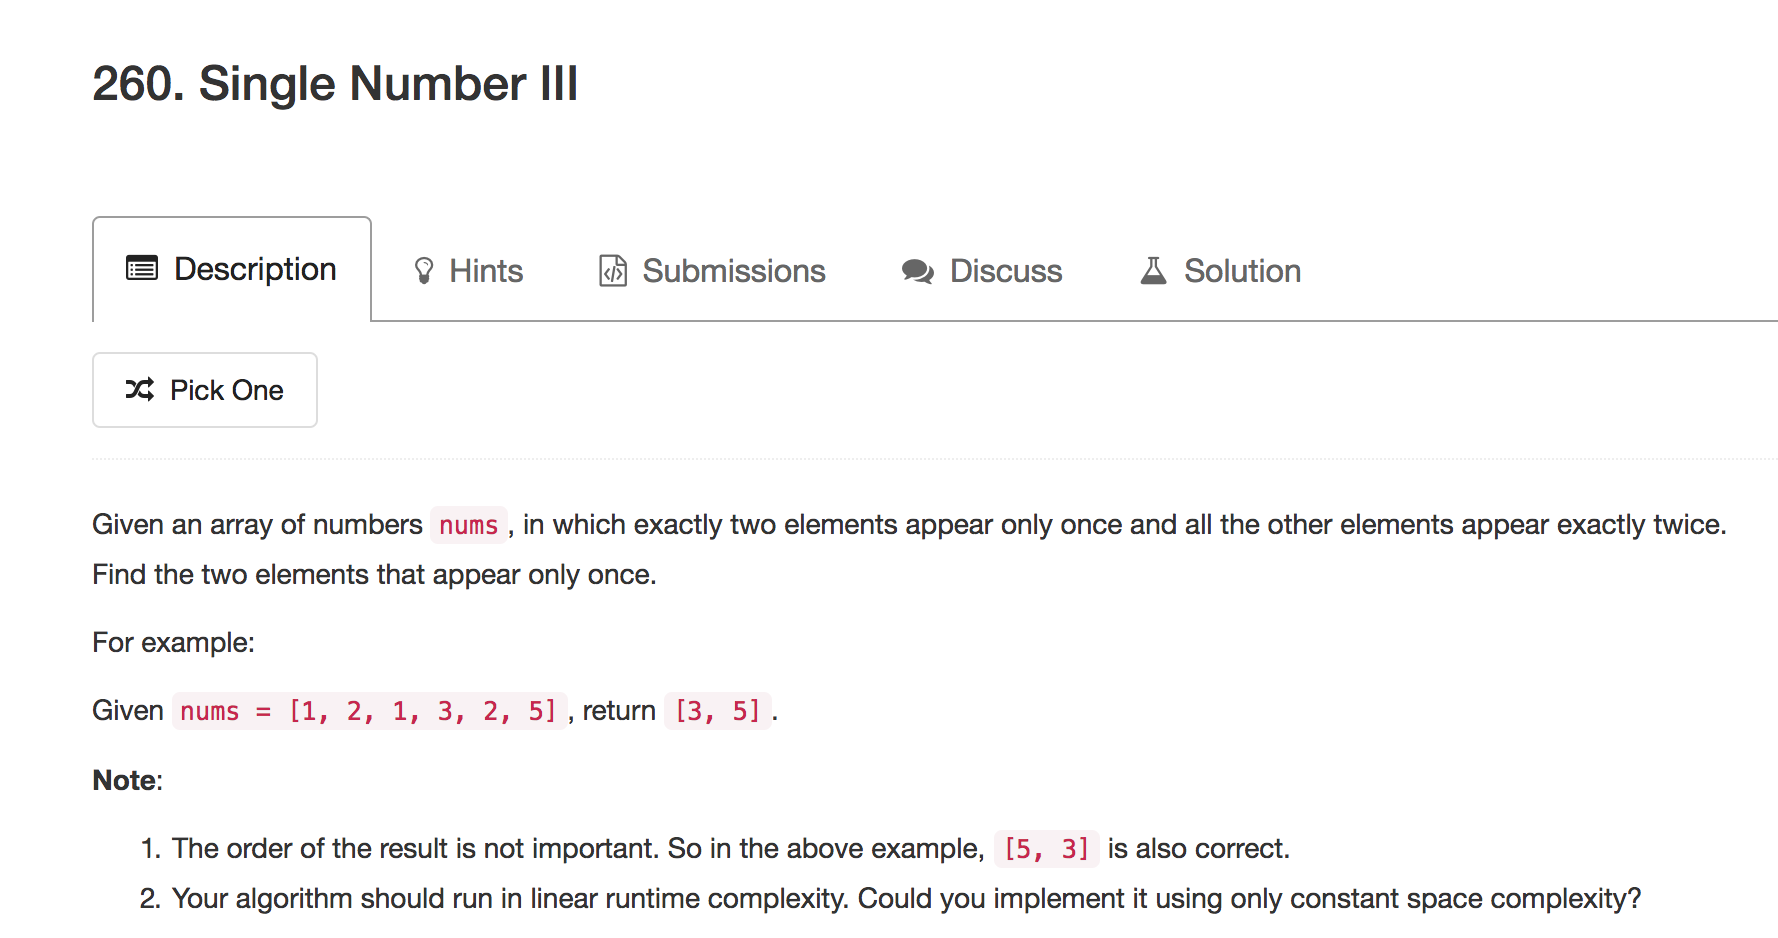 260. Single Number III
Description Hints Submissions Discuss Solution
Pick One
Given an array of numbers nums, in which exactly two elements appear only once and all the other elements appear exactly twice.
Find the two elements that appear only once.
For example:
Given nums = [1, 2, 1, 3, 2, 5], return [3, 5].
Note:
1. The order of the result is not important. So in the above example, [5, 3] is also correct.
2. Your algorithm should run in linear runtime complexity. Could you implement it using only constant space complexity?